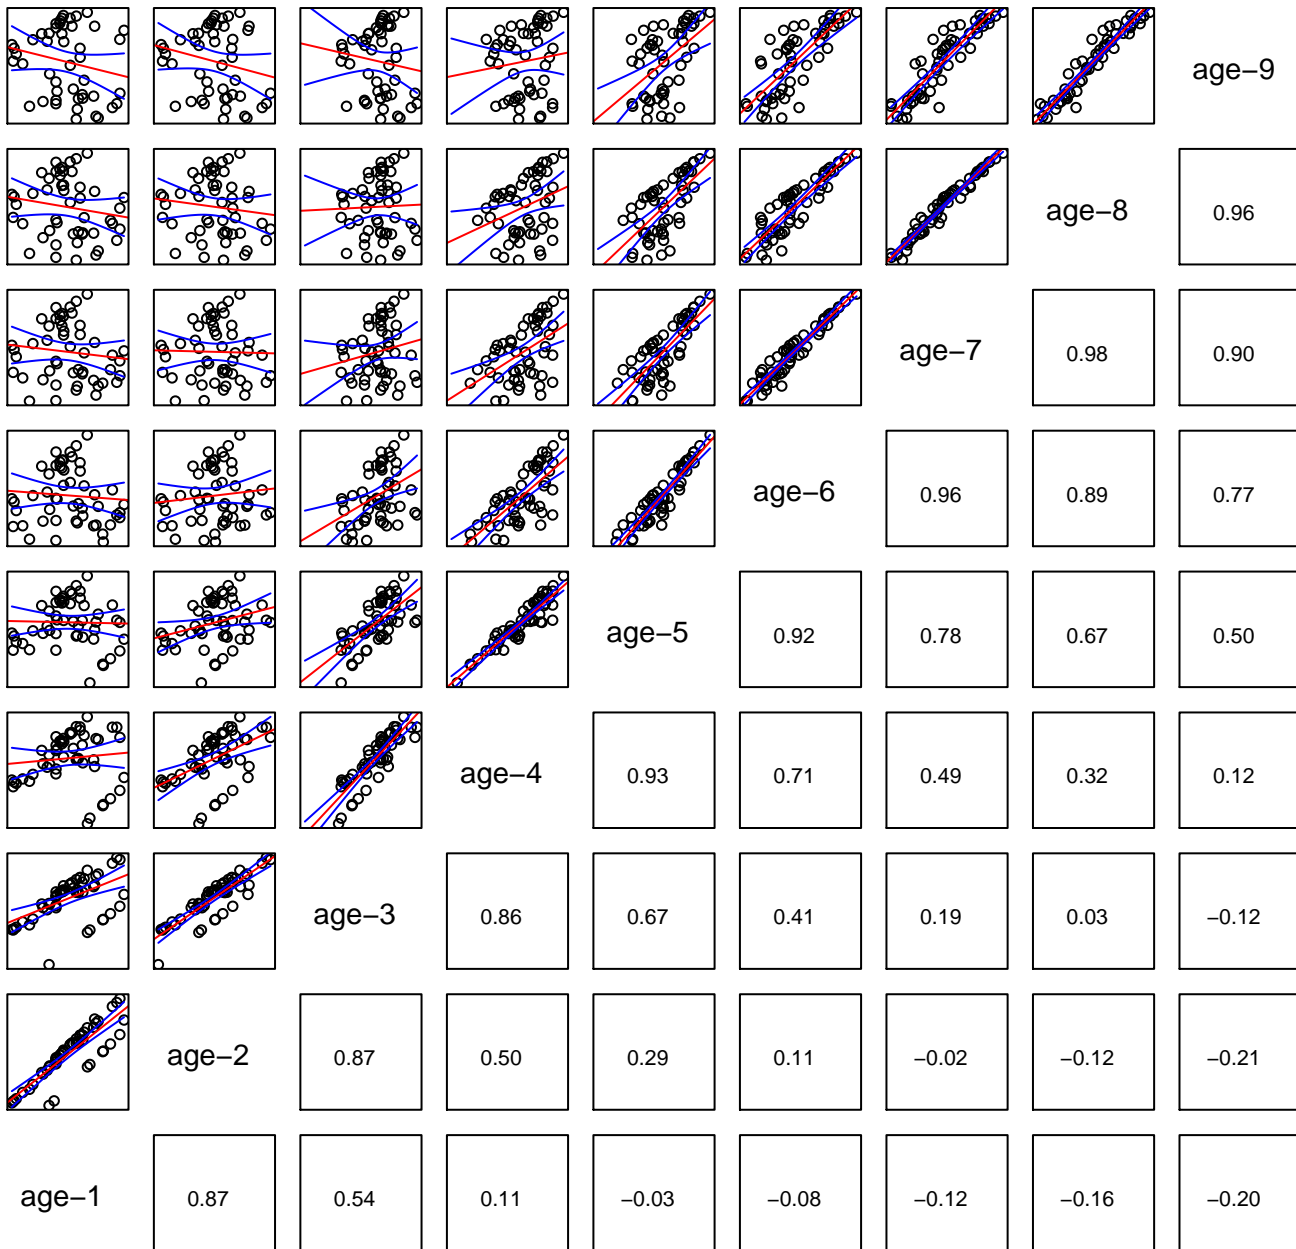 age−9
age−8 0.96
age−7 0.98 0.90
age−6 0.96 0.89 0.77
age−5 0.92 0.78 0.67 0.50
age−4 0.93 0.71 0.49 0.32 0.12
age−3 0.86 0.67 0.41 0.19 0.03 −0.12
age−2 0.87 0.50 0.29 0.11 −0.02 −0.12 −0.21
age−1 0.87 0.54 0.11 −0.03 −0.08 −0.12 −0.16 −0.20